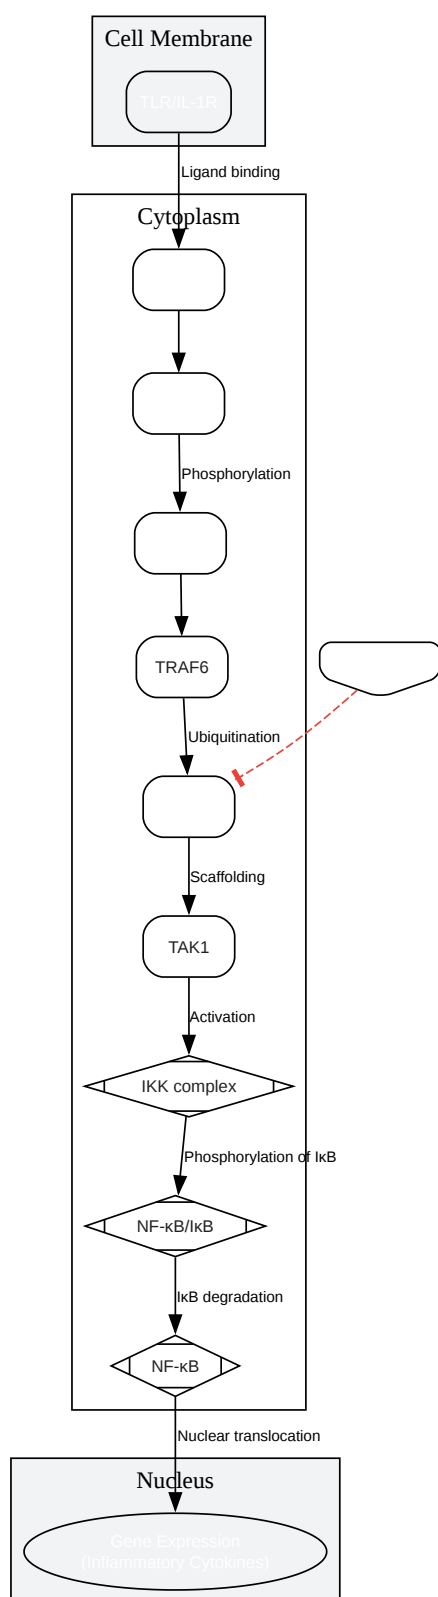 Cell Membrane
TLR/IL-1R
Ligand binding
Cytoplasm
Phosphorylation
TRAF6
Ubiquitination
Scaffolding
TAK1
Activation
IKK complex
Phosphorylation of IκB
NF-κB/IκB
IκB degradation
NF-κB
Nuclear translocation
Nucleus
Gene Expression
(Inflammatory Cytokines)